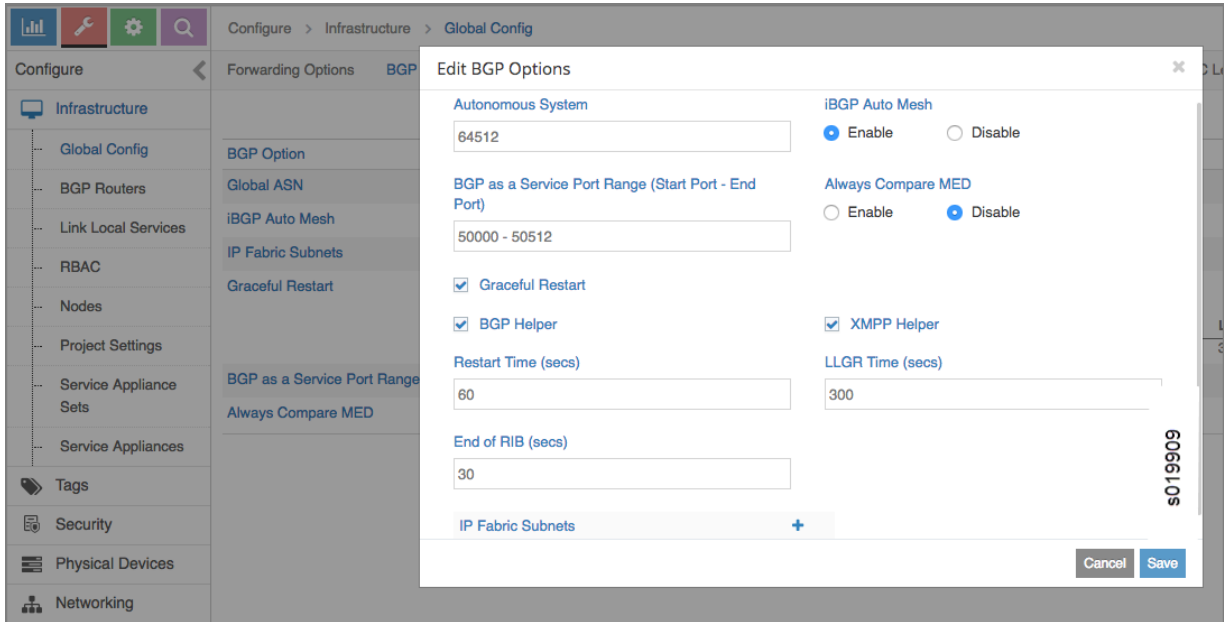 Configure > Infrastructure > Global Config
Configure
Forwarding Options BGP
Infrastructure
Global Config
BGP Routers
Link Local Services
RBAC
Nodes
Project Settings
Service Appliance
Sets
Service Appliances
Tags
Security
Physical Devices
Networking
BGP Option
Global ASN
iBGP Auto Mesh
IP Fabric Subnets
Graceful Restart
BGP as a Service Port Range
Always Compare MED
Edit BGP Options
×
Autonomous System
64512
iBGP Auto Mesh
Enable Disable
BGP as a Service Port Range (Start Port - End
Port)
50000 - 50512
Always Compare MED
Enable Disable
Graceful Restart
BGP Helper
XMPP Helper
Restart Time (secs)
60
LLGR Time (secs)
300
End of RIB (secs)
30
IP Fabric Subnets +
Cancel Save
s019909